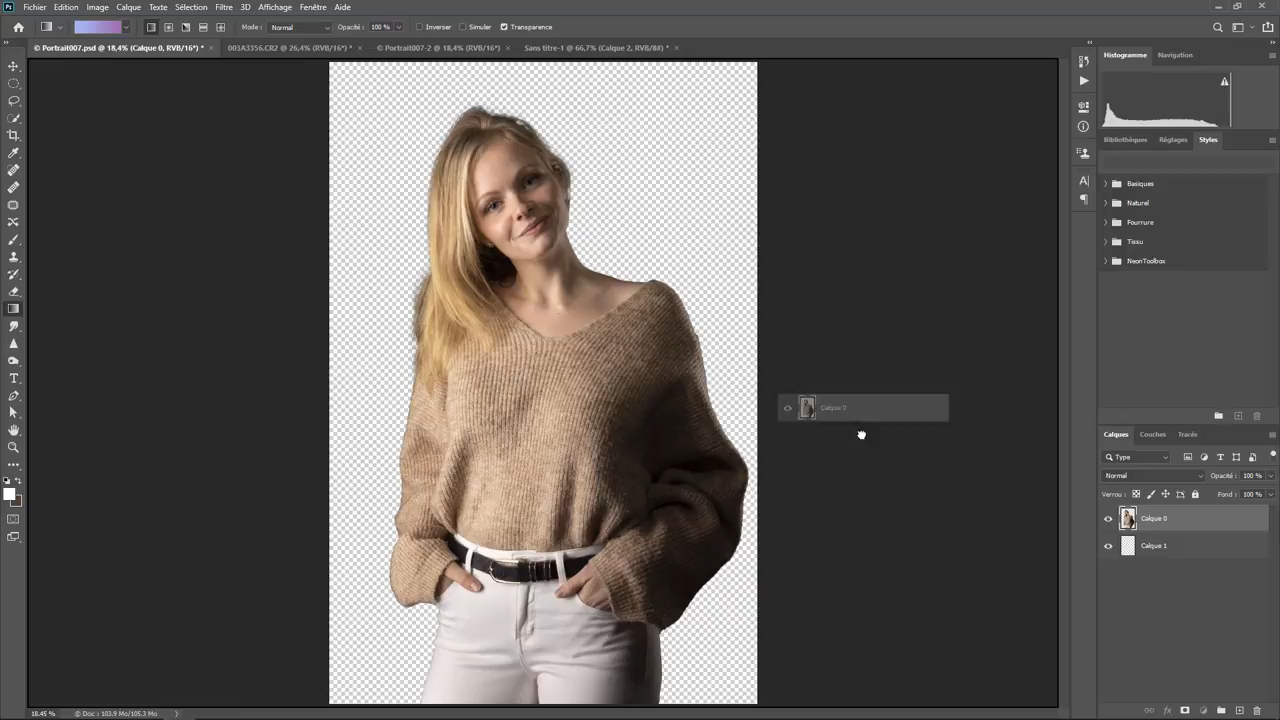 Fichier Edition Image Calque Texte Sélection Filtre 3D Affichage Fenêtre Aide
Mode : Normal Opacité : 100 % Inverser Simuler Transparence
© Portrait007.psd @ 18,4% (Calque 0, RVB/16*) * × 003A3356.CR2 @ 26,4% (RVB/16*) * × © Portrait007-2 @ 18,4% (RVB/16*) × Sans titre-1 @ 66,7% (Calque 2, RVB/8#) * ×
Histogramme Navigation
Bibliothèques Réglages Styles
Basiques
Naturel
Fourrure
Tissu
NeonToolbox
Calque 0
Calques Couches Tracés
Type
Normal Opacité : 100 %
Verrou : Fond : 100 %
Calque 0
Calque 1
18.45 % © Doc : 103.9 Mo/105.3 Mo